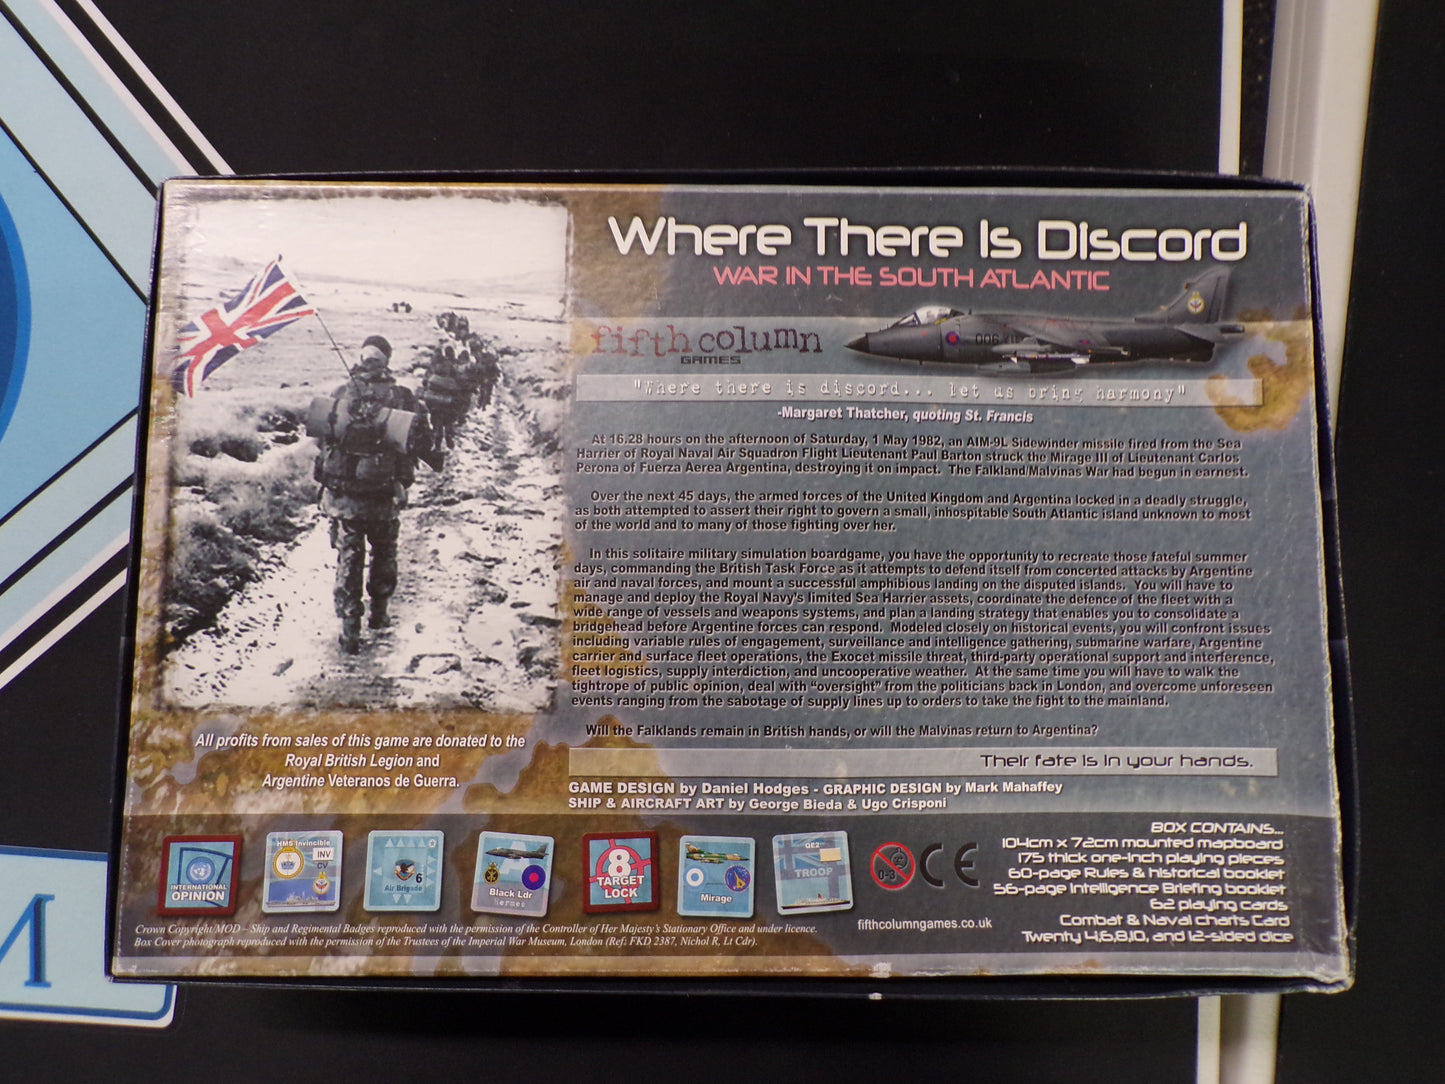 Where There Is Discord
WAR IN THE SOUTH ATLANTIC
fifth column
GAMES
006
"Where there is discord... let us bring harmony"
-Margaret Thatcher, quoting St. Francis
At 16.28 hours on the afternoon of Saturday, 1 May 1982, an AIM-9L Sidewinder missile fired from the Sea
Harrier of Royal Naval Air Squadron Flight Lieutenant Paul Barton struck the Mirage III of Lieutenant Carlos
Perona of Fuerza Aerea Argentina, destroying it on impact. The Falkland/Malvinas War had begun in earnest.
Over the next 45 days, the armed forces of the United Kingdom and Argentina locked in a deadly struggle,
as both attempted to assert their right to govern a small, inhospitable South Atlantic island unknown to most
of the world and to many of those fighting over her.
In this solitaire military simulation boardgame, you have the opportunity to recreate those fateful summer
days, commanding the British Task Force as it attempts to defend itself from concerted attacks by Argentine
air and naval forces, and mount a successful amphibious landing on the disputed islands. You will have to
manage and deploy the Royal Navy's limited Sea Harrier assets, coordinate the defence of the fleet with a
wide range of vessels and weapons systems, and plan a landing strategy that enables you to consolidate a
bridgehead before Argentine forces can respond. Modeled closely on historical events, you will confront issues
including variable rules of engagement, surveillance and intelligence gathering, submarine warfare, Argentine
carrier and surface fleet operations, the Exocet missile threat, third-party operational support and interference,
fleet logistics, supply interdiction, and uncooperative weather. At the same time you will have to walk the
tightrope of public opinion, deal with “oversight” from the politicians back in London, and overcome unforeseen
events ranging from the sabotage of supply lines up to orders to take the fight to the mainland.
Will the Falklands remain in British hands, or will the Malvinas return to Argentina?
Their fate is in your hands.
All profits from sales of this game are donated to the
Royal British Legion and
Argentine Veteranos de Guerra.
GAME DESIGN by Daniel Hodges - GRAPHIC DESIGN by Mark Mahaffey
SHIP & AIRCRAFT ART by George Bieda & Ugo Crisponi
INTERNATIONAL
OPINION
HMS Invincible
INV
CV
6
Air Brigade
Black Ldr
Hermes
8
TARGET
LOCK
Mirage
QE2
TROOP
0-3
CE
fifthcolumngames.co.uk
BOX CONTAINS...
104cm x 72cm mounted mapboard
175 thick one-inch playing pieces
60-page Rules & historical booklet
56-page Intelligence Briefing booklet
62 playing cards
Combat & Naval charts Card
Twenty 4,6,8,10, and 12-sided dice
Crown Copyright/MOD – Ship and Regimental Badges reproduced with the permission of the Controller of Her Majesty's Stationary Office and under licence.
Box Cover photograph reproduced with the permission of the Trustees of the Imperial War Museum, London (Ref: FKD 2387, Nichol R, Lt Cdr).